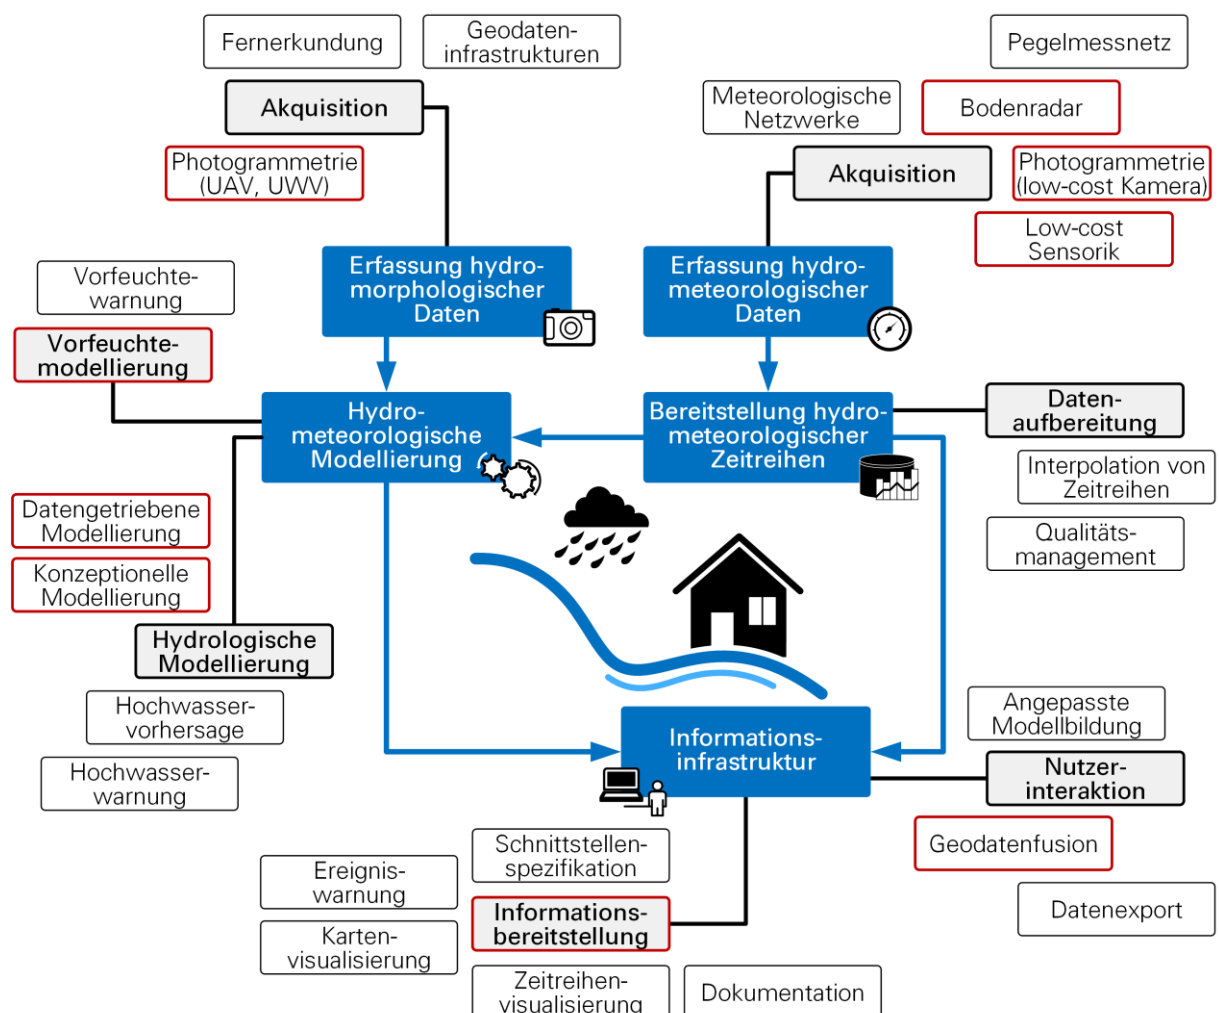 Fernerkundung
Geodaten-
infrastrukturen
Akquisition
Photogrammetrie
(UAV, UWV)
Pegelmessnetz
Meteorologische
Netzwerke
Bodenradar
Akquisition
Photogrammetrie
(low-cost Kamera)
Low-cost
Sensorik
Erfassung hydro-
morphologischer
Daten
Erfassung hydro-
meteorologischer
Daten
Vorfeuchte-
warnung
Vorfeuchte-
modellierung
Hydro-
meteorologische
Modellierung
Bereitstellung hydro-
meteorologischer
Zeitreihen
Daten-
aufbereitung
Interpolation von
Zeitreihen
Qualitäts-
management
Datengetriebene
Modellierung
Konzeptionelle
Modellierung
Hydrologische
Modellierung
Hochwasser-
vorhersage
Hochwasser-
warnung
Informations-
infrastruktur
Angepasste
Modellbildung
Nutzer-
interaktion
Geodatenfusion
Datenexport
Schnittstellen-
spezifikation
Ereignis-
warnung
Informations-
bereitstellung
Karten-
visualisierung
Zeitreihen-
visualisierung
Dokumentation